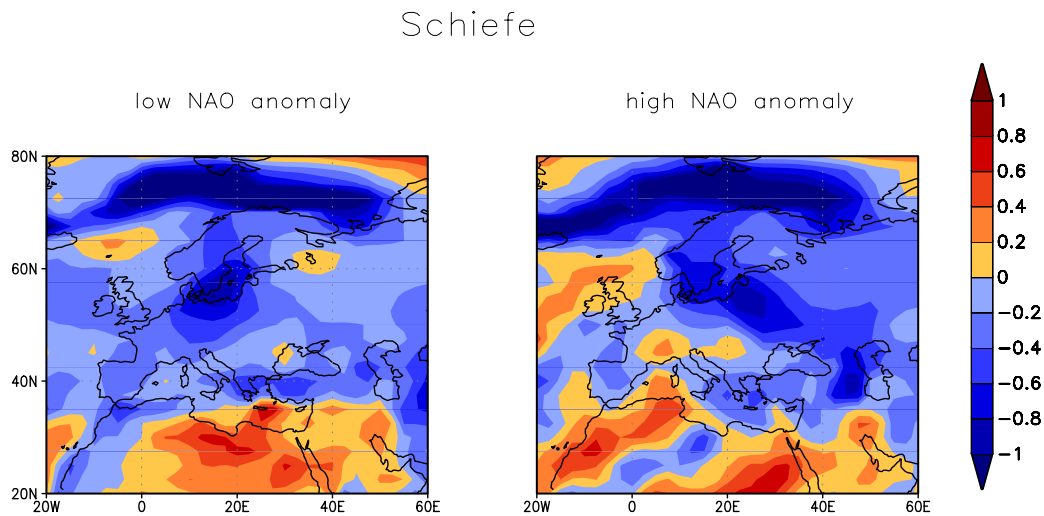 Schiefe
low NAO anomaly
high NAO anomaly
80N
60N
40N
20N
20W 0 20E 40E 60E
20W 0 20E 40E 60E
1
0.8
0.6
0.4
0.2
0
−0.2
−0.4
−0.6
−0.8
−1